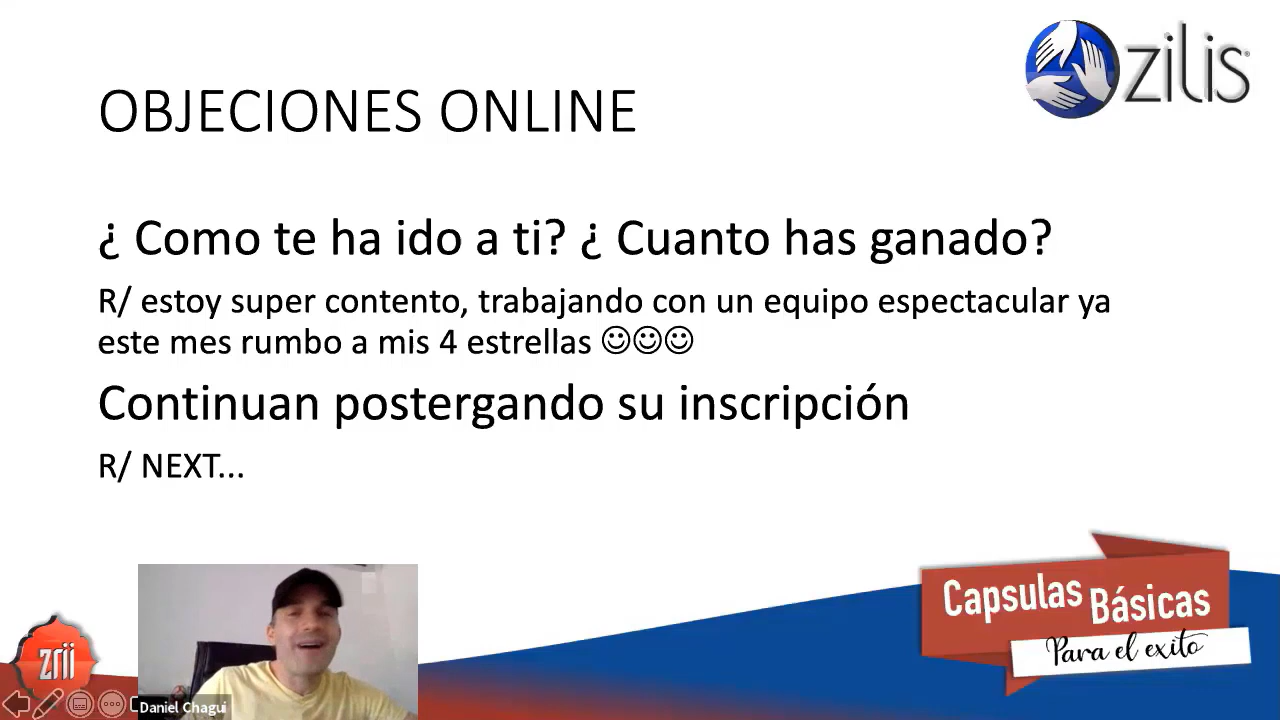 OBJECIONES ONLINE
zilis
¿ Como te ha ido a ti? ¿ Cuanto has ganado?
R/ estoy super contento, trabajando con un equipo espectacular ya
este mes rumbo a mis 4 estrellas ☺☺☺
Continuan postergando su inscripción
R/ NEXT...
Capsulas Básicas
Para el exito
zrii
Daniel Chagui